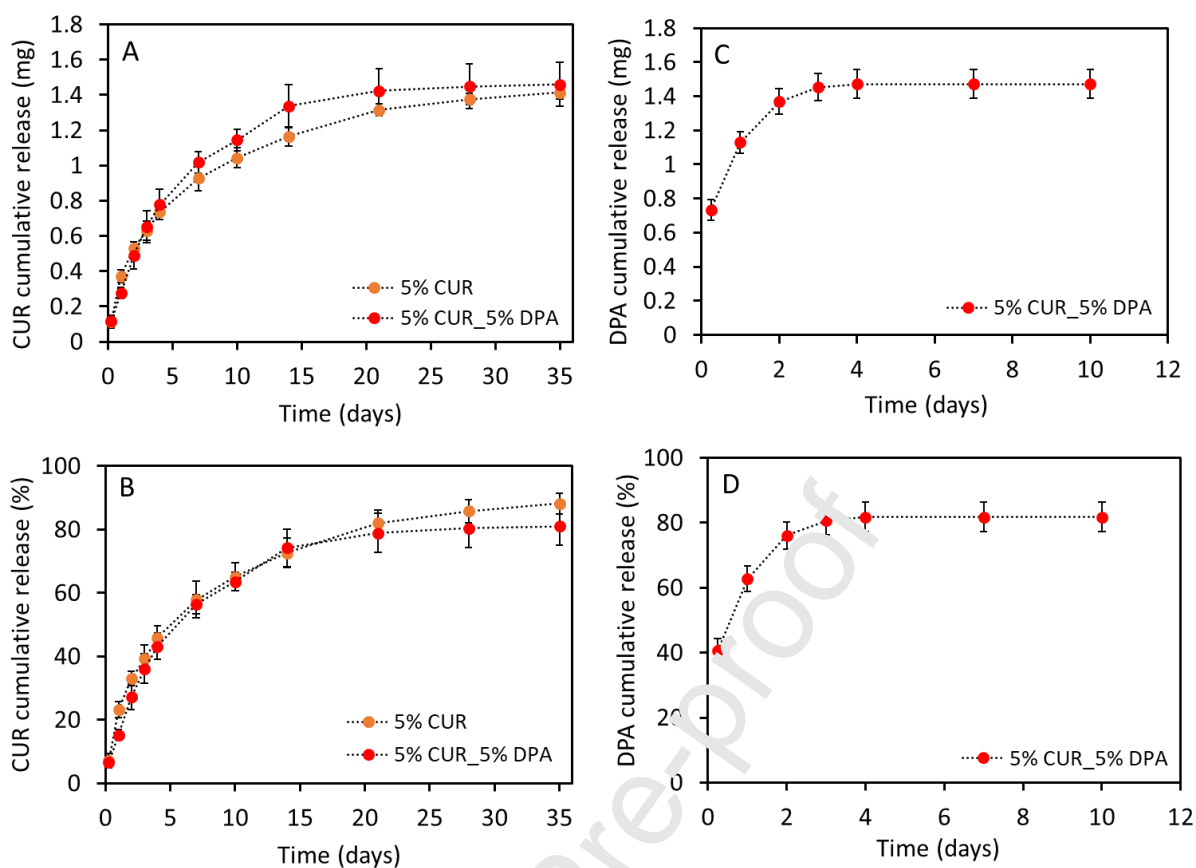 A
CUR cumulative release (mg)
1.8
1.6
1.4
1.2
1
0.8
0.6
0.4
0.2
0
5% CUR
5% CUR_5% DPA
0 5 10 15 20 25 30 35
Time (days)
C
DPA cumulative release (mg)
1.8
1.6
1.4
1.2
1
0.8
0.6
0.4
0.2
0
5% CUR_5% DPA
0 2 4 6 8 10 12
Time (days)
B
CUR cumulative release (%)
100
80
60
40
20
0
5% CUR
5% CUR_5% DPA
0 5 10 15 20 25 30 35
Time (days)
D
DPA cumulative release (%)
100
80
60
40
20
0
5% CUR_5% DPA
0 2 4 6 8 10 12
Time (days)
Pre-proof